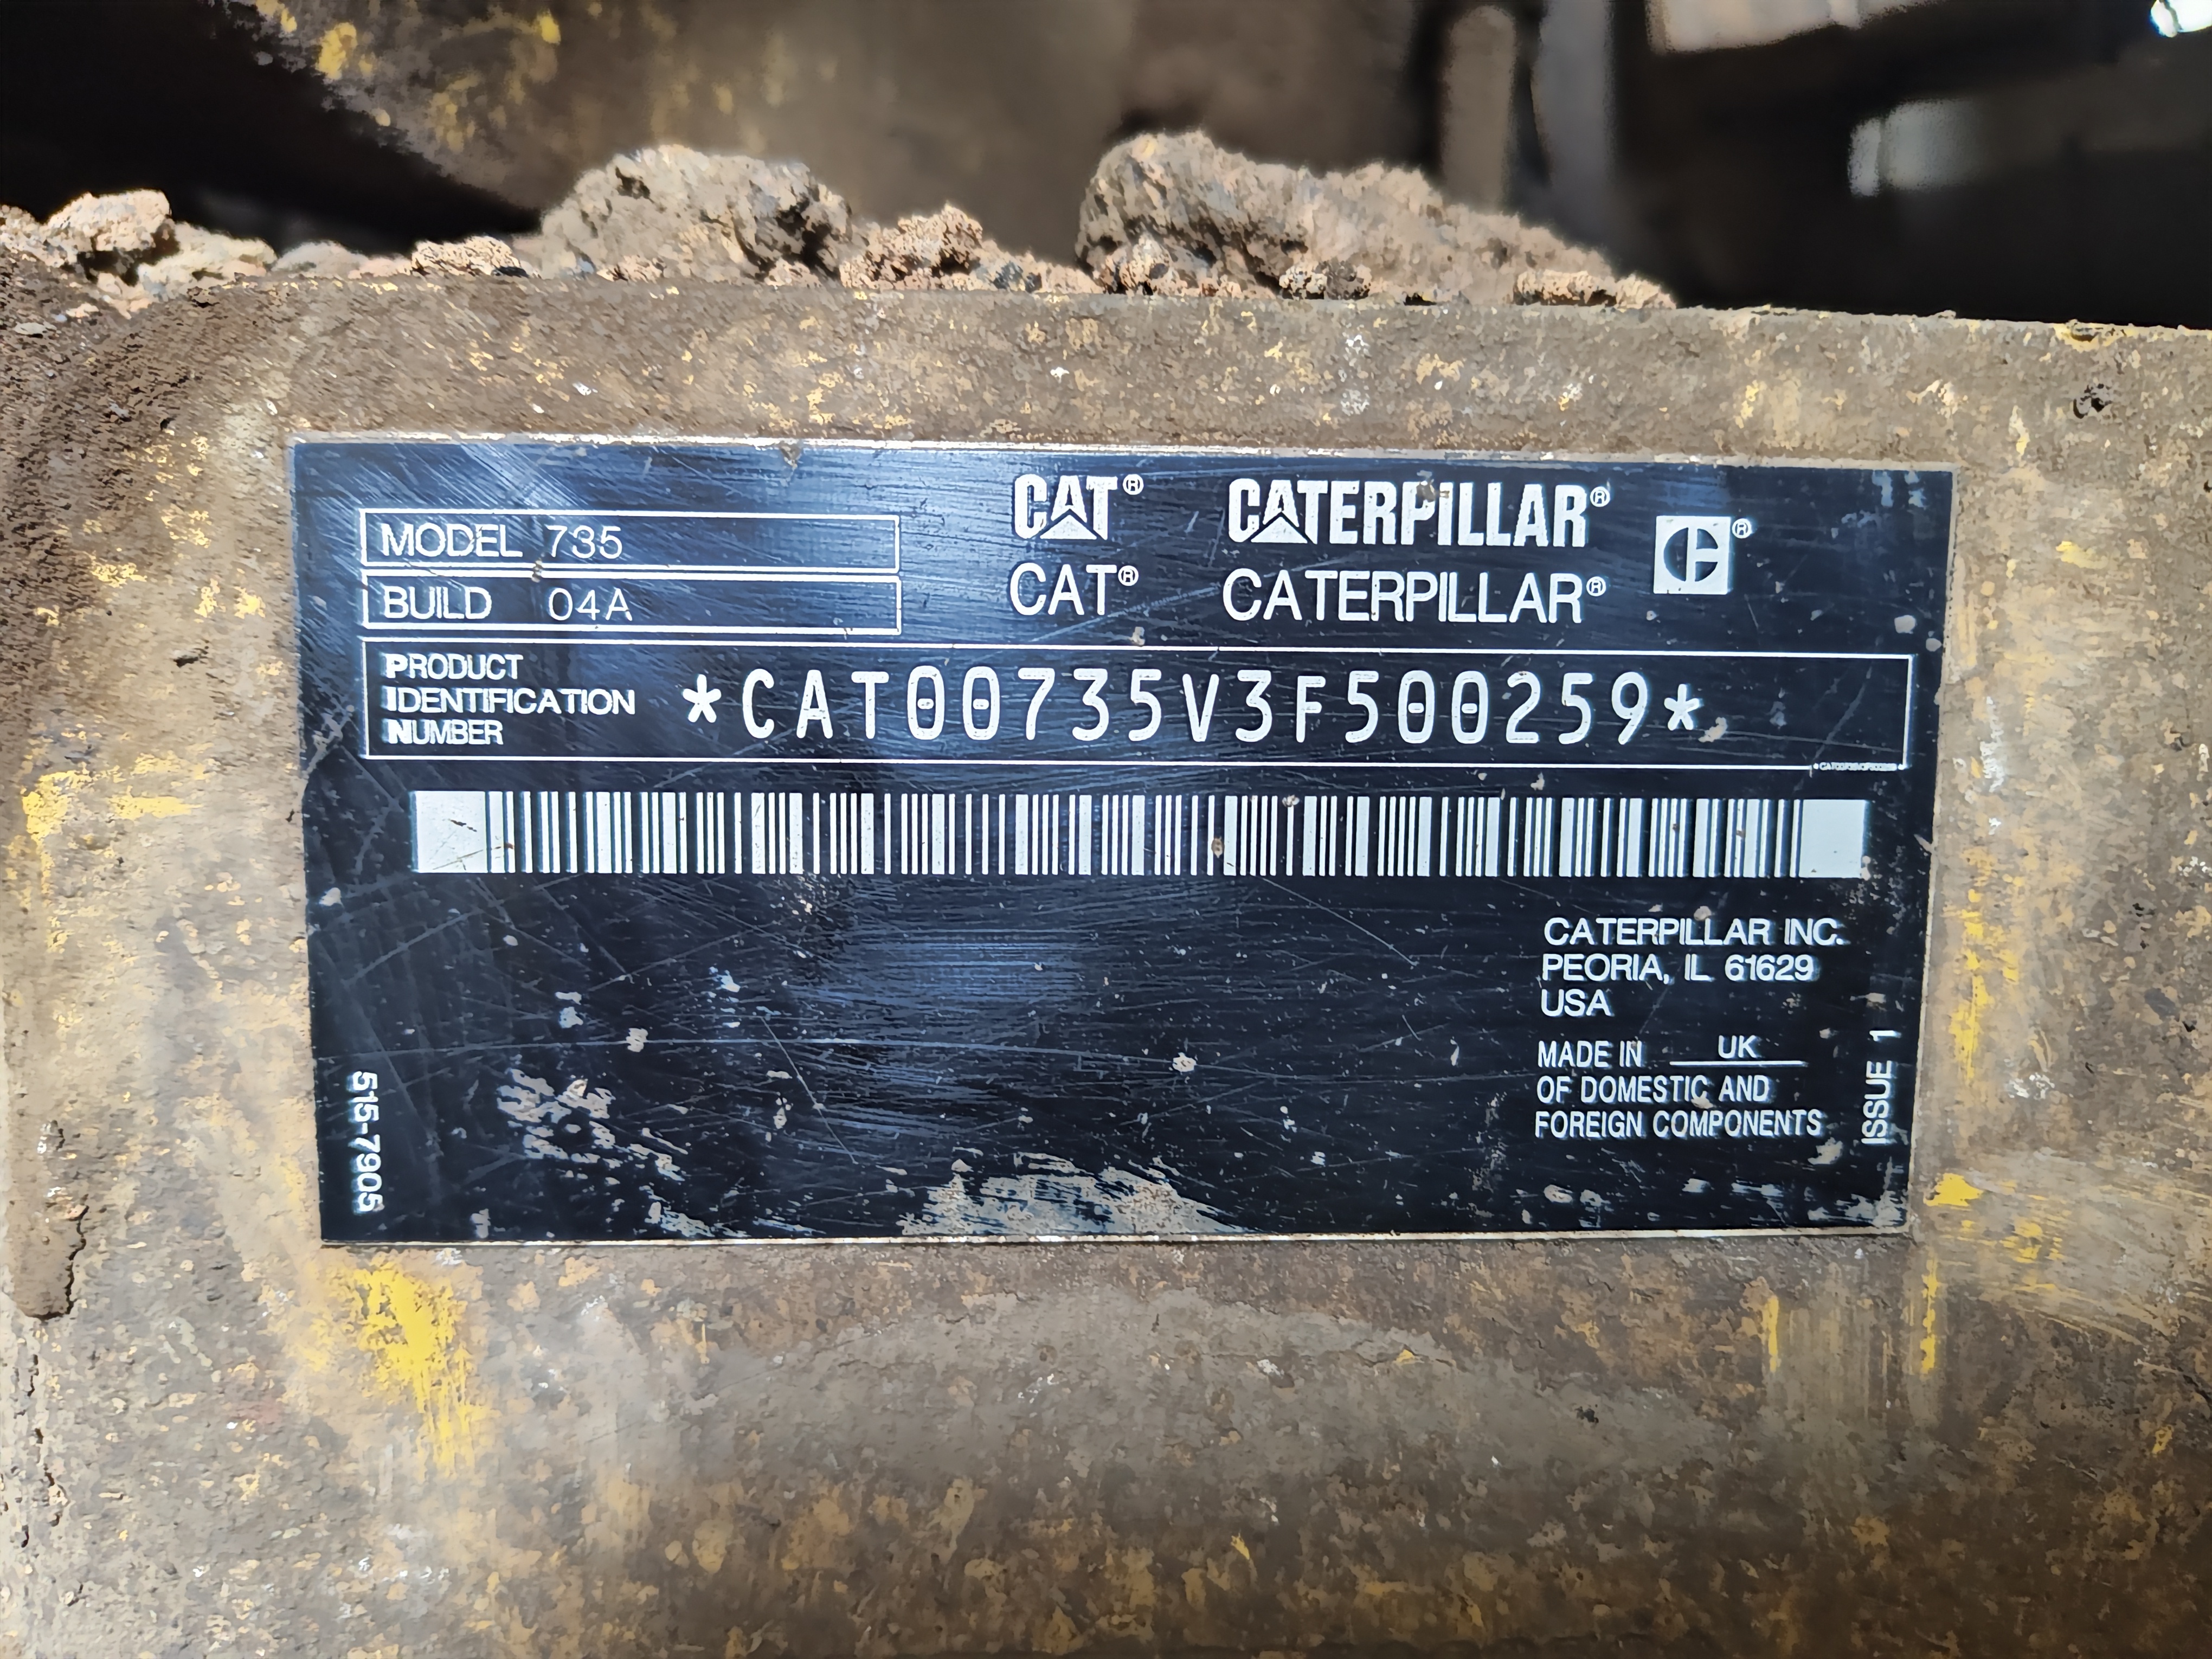 MODEL 735
BUILD 04A
CAT® CATERPILLAR® ®
CAT® CATERPILLAR®
PRODUCT
IDENTIFICATION
NUMBER
*CAT00735V3F500259*
CATERPILLAR INC.
PEORIA, IL 61629
USA
MADE IN UK
OF DOMESTIC AND
FOREIGN COMPONENTS
ISSUE 1
515-7905